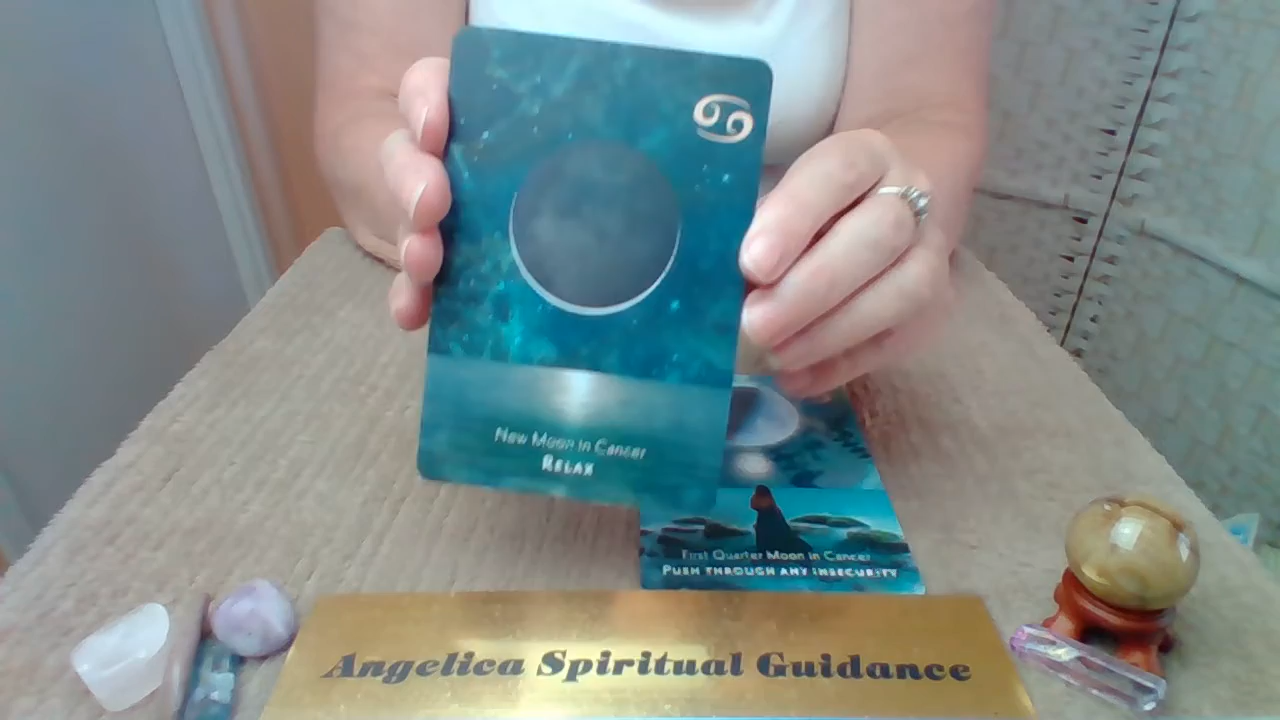 New Moon in Cancer
RELAX
First Quarter Moon in Cancer
PUSH THROUGH ANY INSECURITY
Angelica Spiritual Guidance